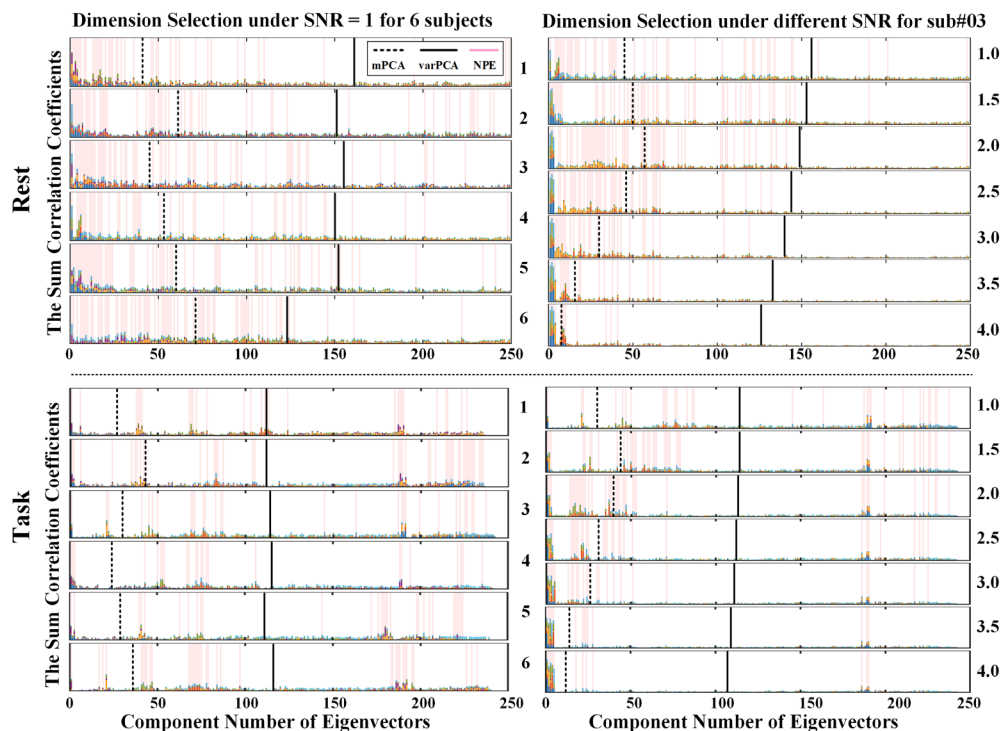 Dimension Selection under SNR = 1 for 6 subjects
Dimension Selection under different SNR for sub#03
mPCA varPCA NPE
Rest
The Sum Correlation Coefficients
1
2
3
4
5
6
0 50 100 150 200 250
1.0
1.5
2.0
2.5
3.0
3.5
4.0
0 50 100 150 200 250
Task
The Sum Correlation Coefficients
1
2
3
4
5
6
0 50 100 150 200 250
Component Number of Eigenvectors
1.0
1.5
2.0
2.5
3.0
3.5
4.0
0 50 100 150 200 250
Component Number of Eigenvectors